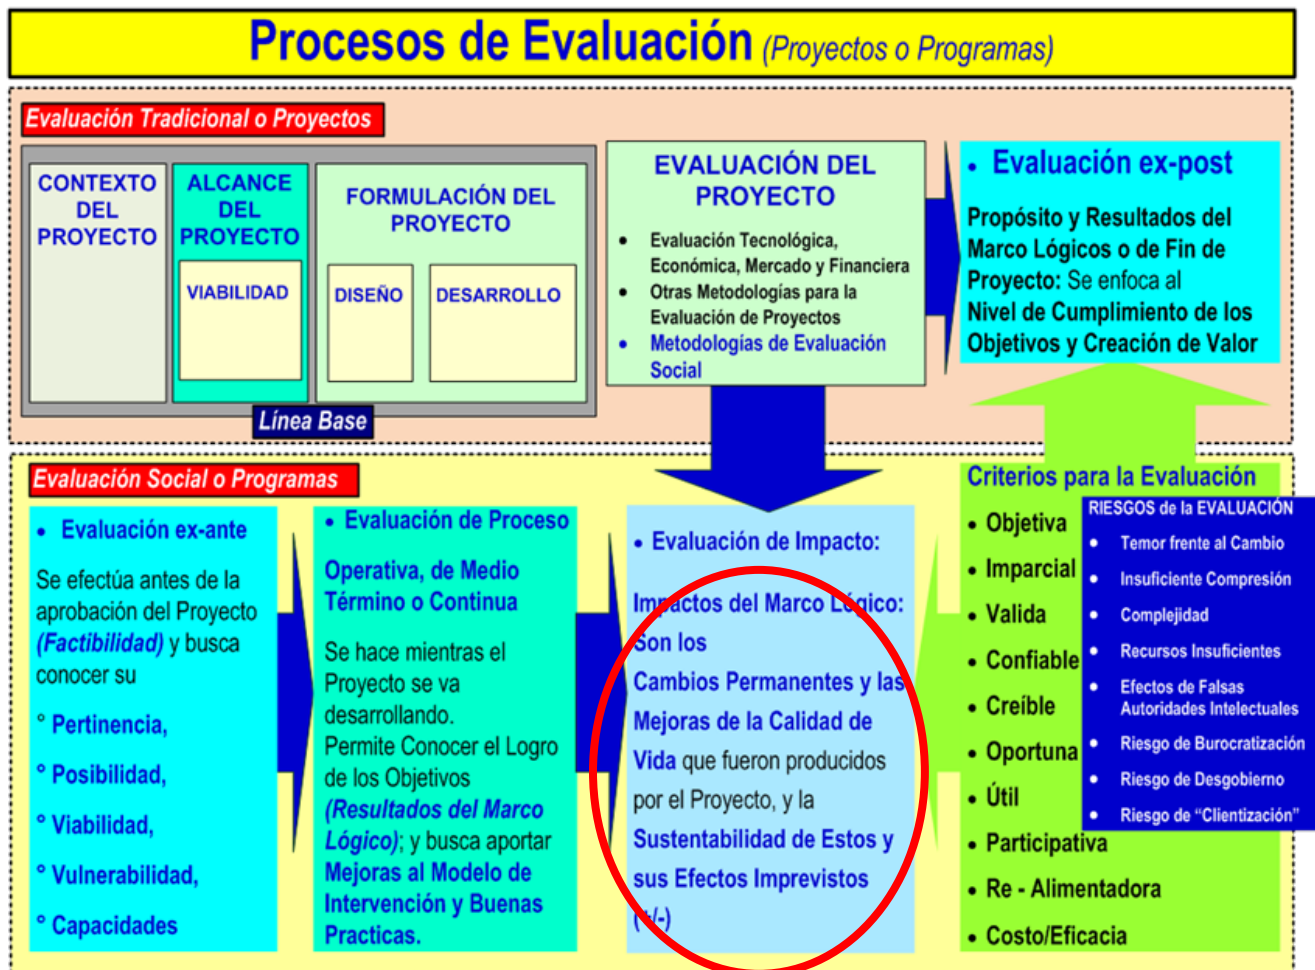 Procesos de Evaluación (Proyectos o Programas)
Evaluación Tradicional o Proyectos
CONTEXTO
DEL
PROYECTO
ALCANCE
DEL
PROYECTO
VIABILIDAD
FORMULACIÓN DEL
PROYECTO
DISEÑO
DESARROLLO
Línea Base
EVALUACIÓN DEL
PROYECTO
• Evaluación Tecnológica,
Económica, Mercado y Financiera
• Otras Metodologías para la
Evaluación de Proyectos
• Metodologías de Evaluación
Social
• Evaluación ex-post
Propósito y Resultados del
Marco Lógicos o de Fin de
Proyecto: Se enfoca al
Nivel de Cumplimiento de los
Objetivos y Creación de Valor
Evaluación Social o Programas
• Evaluación ex-ante
Se efectúa antes de la
aprobación del Proyecto
(Factibilidad) y busca
conocer su
° Pertinencia,
° Posibilidad,
° Viabilidad,
° Vulnerabilidad,
° Capacidades
• Evaluación de Proceso
Operativa, de Medio
Término o Continua
Se hace mientras el
Proyecto se va
desarrollando.
Permite Conocer el Logro
de los Objetivos
(Resultados del Marco
Lógico); y busca aportar
Mejoras al Modelo de
Intervención y Buenas
Practicas.
• Evaluación de Impacto:
Impactos del Marco Lógico:
Son los
Cambios Permanentes y las
Mejoras de la Calidad de
Vida que fueron producidos
por el Proyecto, y la
Sustentabilidad de Estos y
sus Efectos Imprevistos
(+/-)
Criterios para la Evaluación
• Objetiva
• Imparcial
• Valida
• Confiable
• Creíble
• Oportuna
• Útil
• Participativa
• Re - Alimentadora
• Costo/Eficacia
RIESGOS de la EVALUACIÓN
• Temor frente al Cambio
• Insuficiente Compresión
• Complejidad
• Recursos Insuficientes
• Efectos de Falsas
Autoridades Intelectuales
• Riesgo de Burocratización
• Riesgo de Desgobierno
• Riesgo de “Clientización”